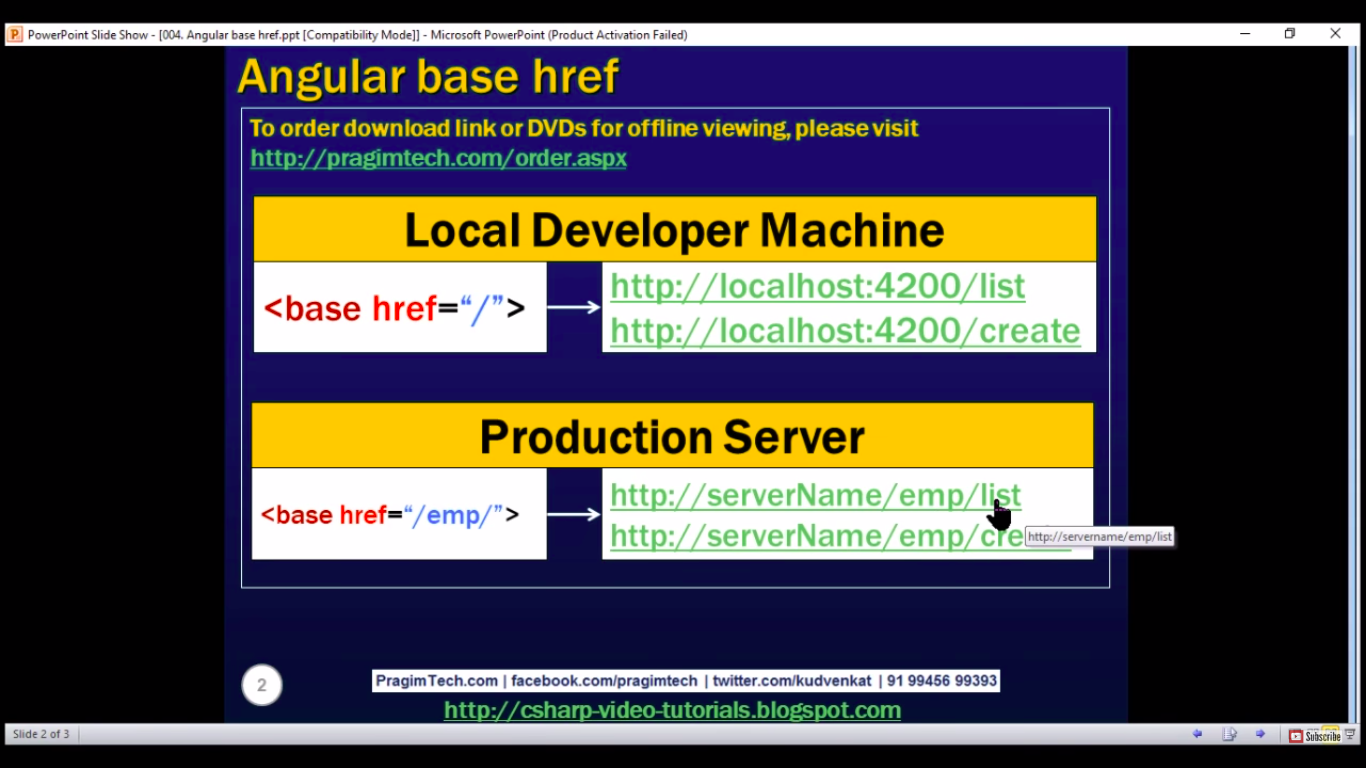 PowerPoint Slide Show - [004. Angular base href.ppt [Compatibility Mode]] - Microsoft PowerPoint (Product Activation Failed)
Angular base href
To order download link or DVDs for offline viewing, please visit
http://pragimtech.com/order.aspx
Local Developer Machine
<base href=“/”>
http://localhost:4200/list
http://localhost:4200/create
Production Server
<base href=“/emp/”>
http://serverName/emp/list
http://serverName/emp/cre
http://servername/emp/list
2
PragimTech.com | facebook.com/pragimtech | twitter.com/kudvenkat | 91 99456 99393
http://csharp-video-tutorials.blogspot.com
Slide 2 of 3
Subscribe